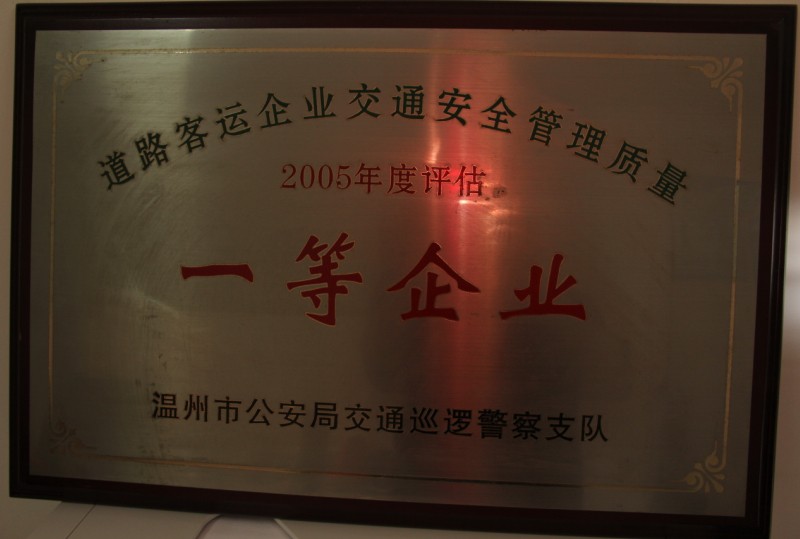 道路客运企业交通安全管理质量
2005年度评估
一等企业
温州市公安局交通巡逻警察支队